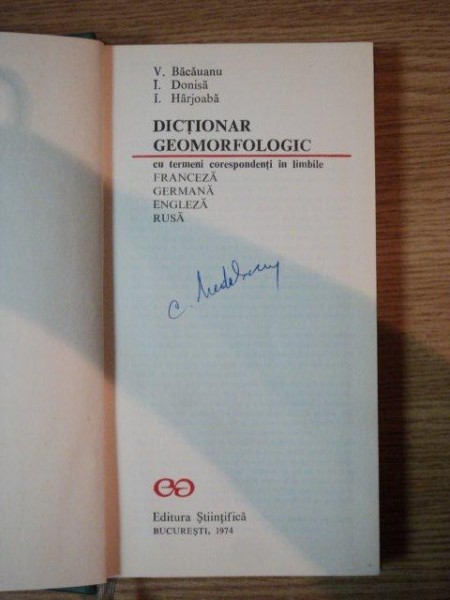 V. Băcăuanu
I. Donisă
I. Hârjoabă
DICȚIONAR
GEOMORFOLOGIC
cu termeni corespondenți în limbile
FRANCEZĂ
GERMANĂ
ENGLEZĂ
RUSĂ
C.
Editura Științifică
BUCUREȘTI, 1974